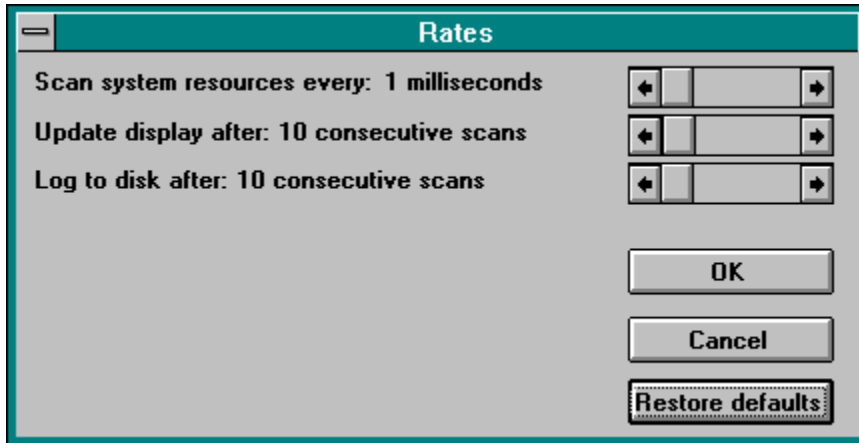 Rates
Scan system resources every: 1 milliseconds
Update display after: 10 consecutive scans
Log to disk after: 10 consecutive scans
OK
Cancel
Restore defaults